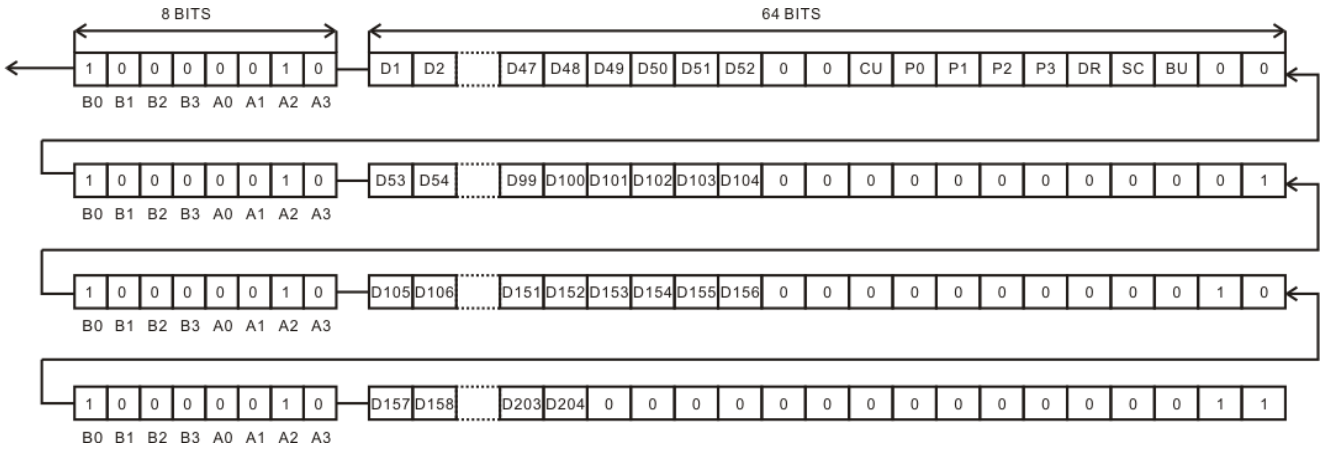 8 BITS 64 BITS
1 0 0 0 0 0 1 0 D1 D2 D47 D48 D49 D50 D51 D52 0 0 CU P0 P1 P2 P3 DR SC BU 0 0
B0 B1 B2 B3 A0 A1 A2 A3
1 0 0 0 0 0 1 0 D53 D54 D99 D100 D101 D102 D103 D104 0 0 0 0 0 0 0 0 0 0 0 1
B0 B1 B2 B3 A0 A1 A2 A3
1 0 0 0 0 0 1 0 D105 D106 D151 D152 D153 D154 D155 D156 0 0 0 0 0 0 0 0 0 0 1 0
B0 B1 B2 B3 A0 A1 A2 A3
1 0 0 0 0 0 1 0 D157 D158 D203 D204 0 0 0 0 0 0 0 0 0 0 0 0 0 0 1 1
B0 B1 B2 B3 A0 A1 A2 A3